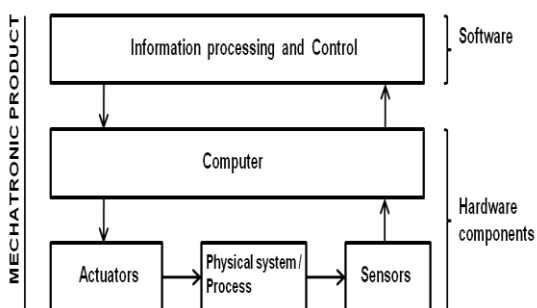 MECHATRONIC PRODUCT
Information processing and Control
Software
Computer
Hardware
components
Actuators
Physical system /
Process
Sensors